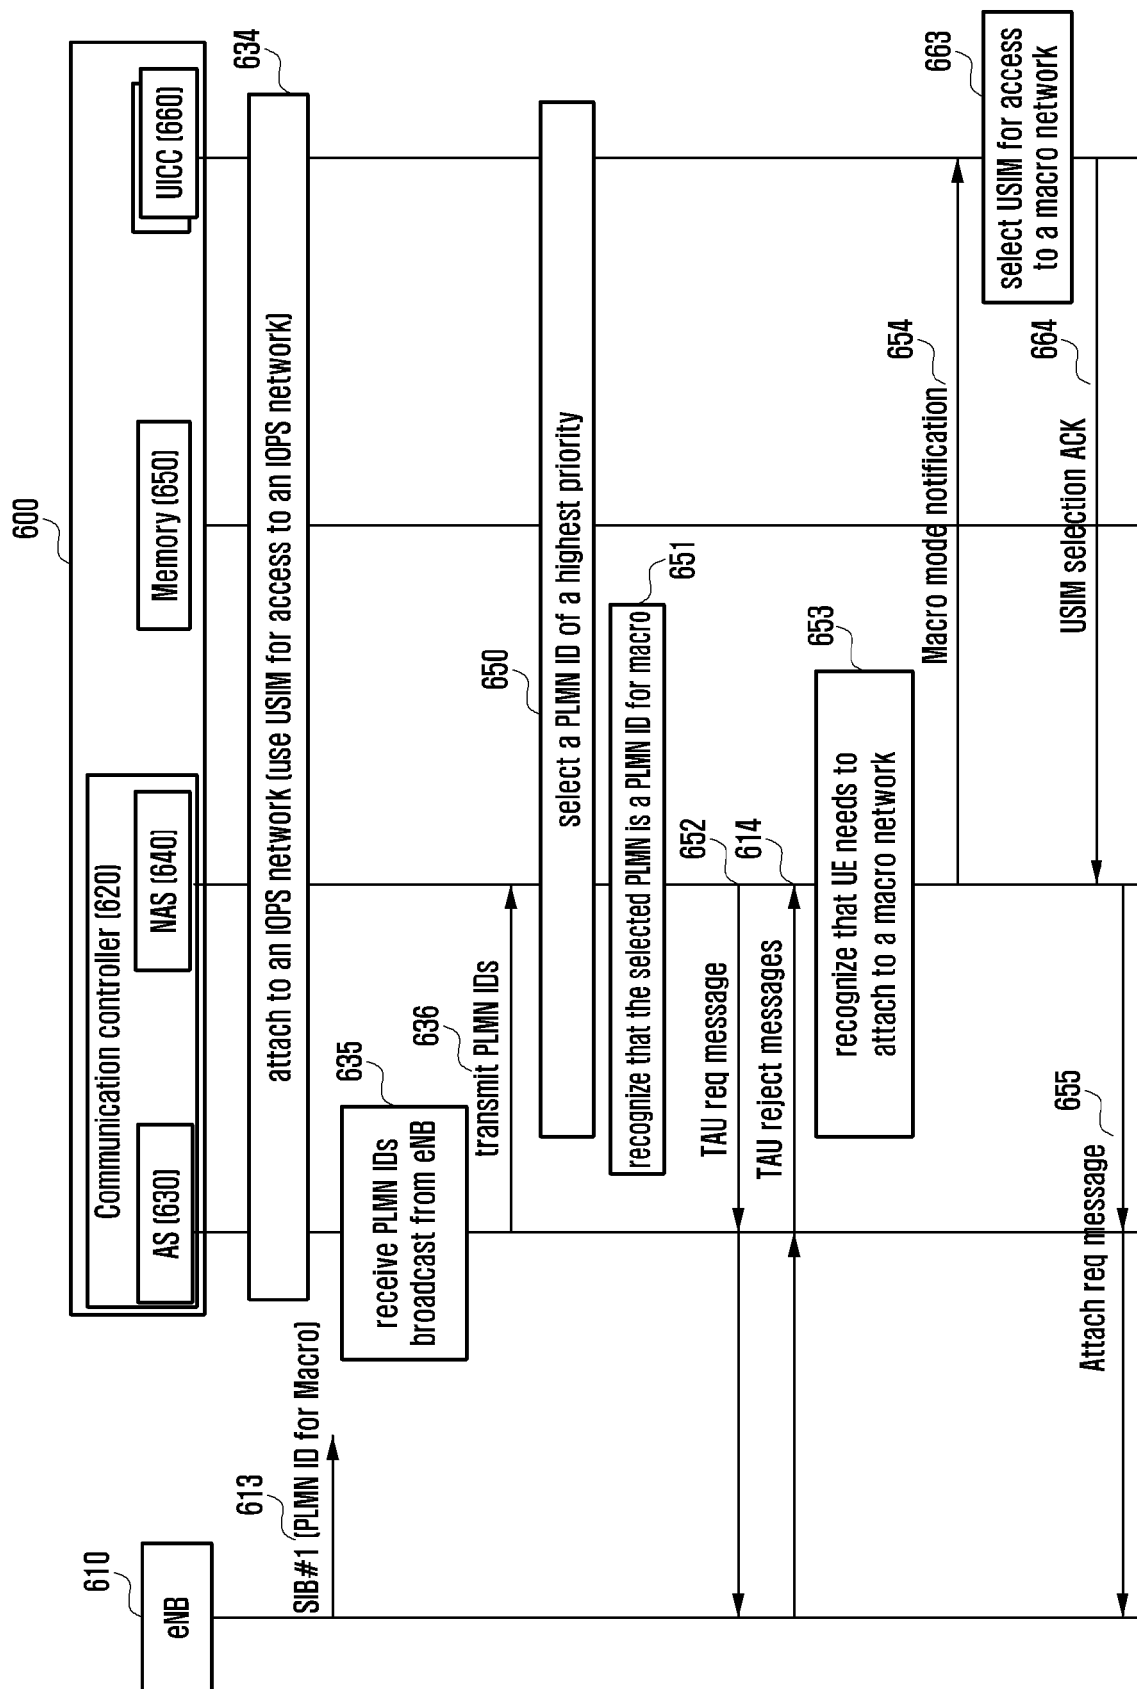 600
610
eNB
Communication controller (620)
AS (630)
NAS (640)
Memory (650)
UICC (660)
634
attach to an IOPS network (use USIM for access to an IOPS network)
613
SIB#1 (PLMN ID for Macro)
635
receive PLMN IDs
broadcast from eNB
636
transmit PLMN IDs
650
select a PLMN ID of a highest priority
651
recognize that the selected PLMN is a PLMN ID for macro
652
TAU req message
614
TAU reject messages
653
recognize that UE needs to
attach to a macro network
654
Macro mode notification
663
select USIM for access
to a macro network
664
USIM selection ACK
655
Attach req message